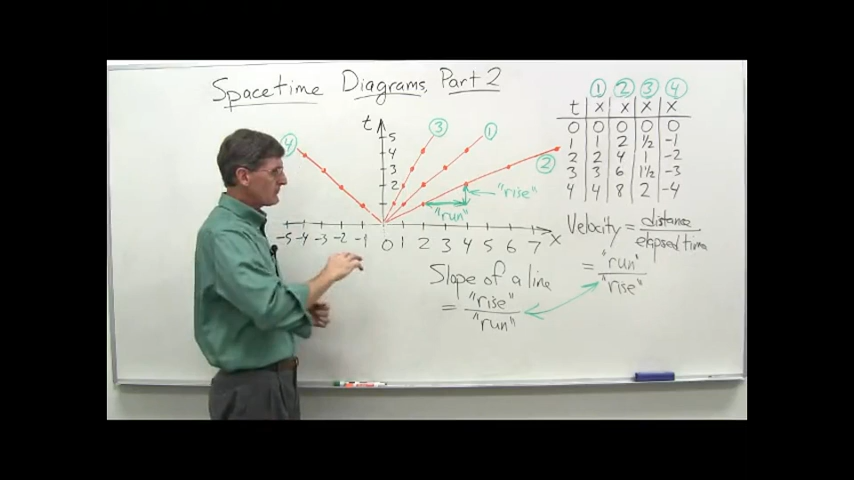 Spacetime Diagrams, Part 2
① ② ③ ④
t x x x x
0 0 0 0 0
1 1 2 ½ -1
2 2 4 1 -2
3 3 6 1½ -3
4 4 8 2 -4
t
5
4
3
2
④ ③ ① ②
"rise"
"run"
-5 -4 -3 -2 -1 0 1 2 3 4 5 6 7 x
Velocity = distance / elapsed time
= "run" / "rise"
Slope of a line
= "rise" / "run"